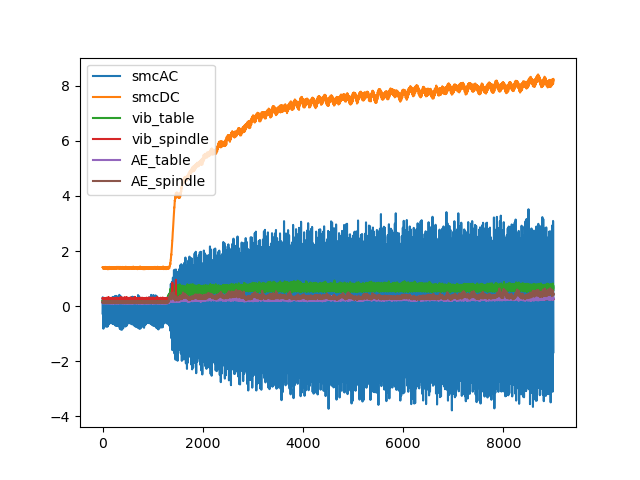 smcAC
smcDC
vib_table
vib_spindle
AE_table
AE_spindle
8
6
4
2
0
−2
−4
0 2000 4000 6000 8000